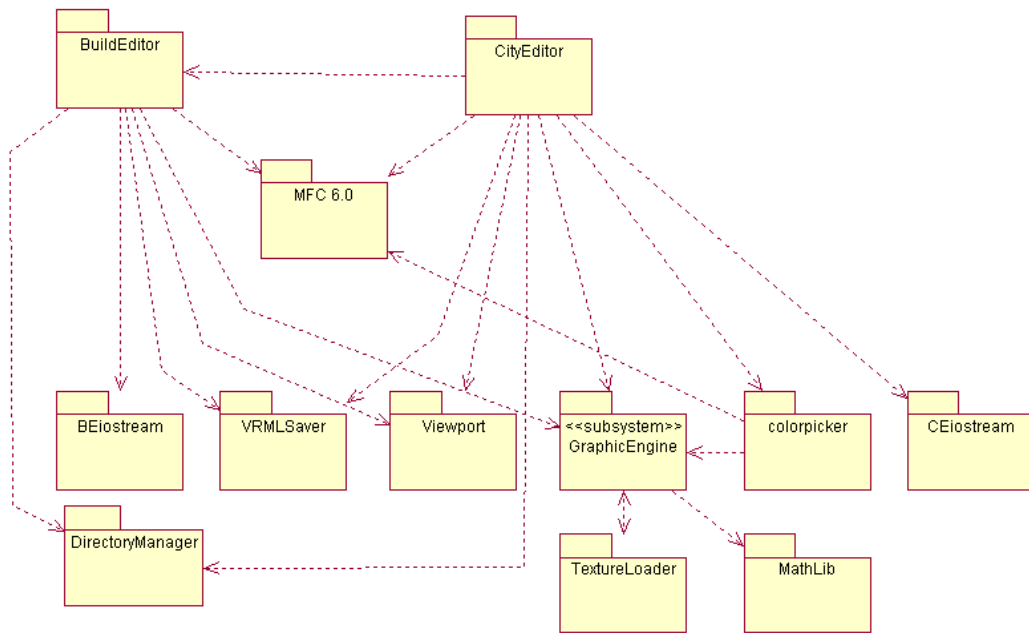 BuildEditor
CityEditor
MFC 6.0
BEiostream
VRMLSaver
Viewport
<<subsystem>>
GraphicEngine
colorpicker
CEiostream
DirectoryManager
TextureLoader
MathLib